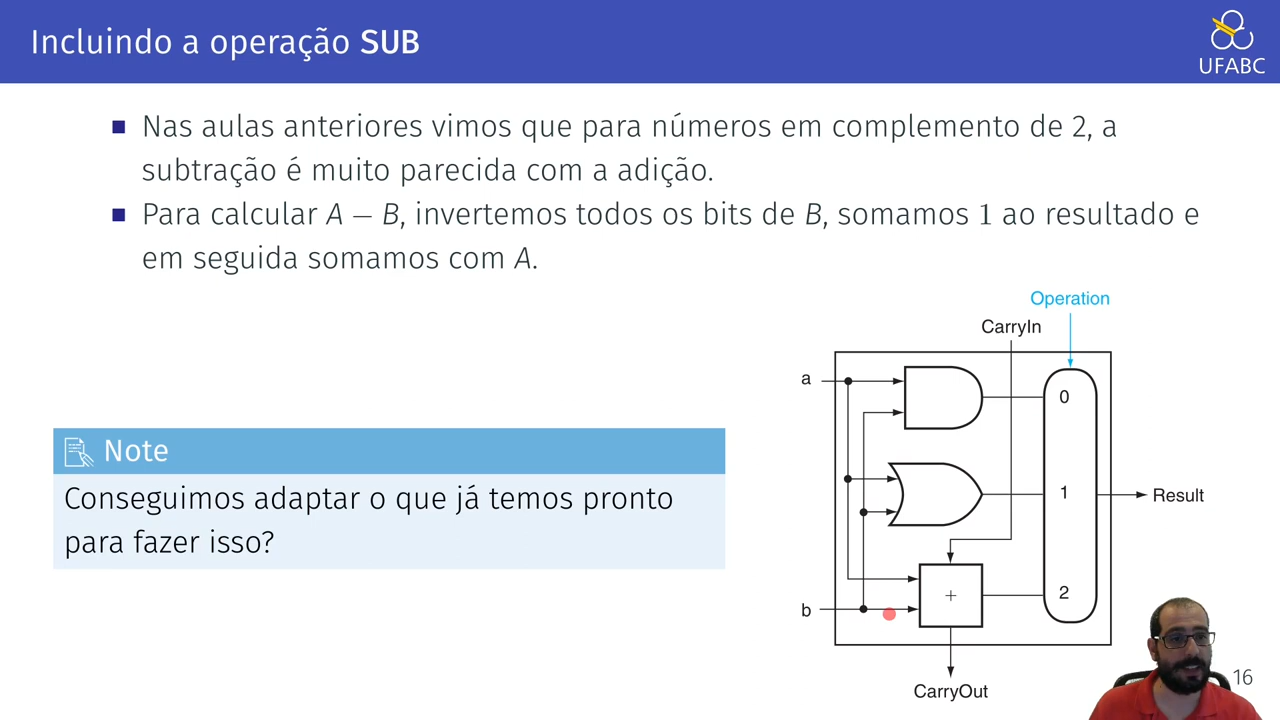 Incluindo a operação SUB
UFABC
Nas aulas anteriores vimos que para números em complemento de 2, a
subtração é muito parecida com a adição.
Para calcular A − B, invertemos todos os bits de B, somamos 1 ao resultado e
em seguida somamos com A.
Operation
CarryIn
a
0
Note
Conseguimos adaptar o que já temos pronto
para fazer isso?
1
Result
+
2
b
CarryOut
16